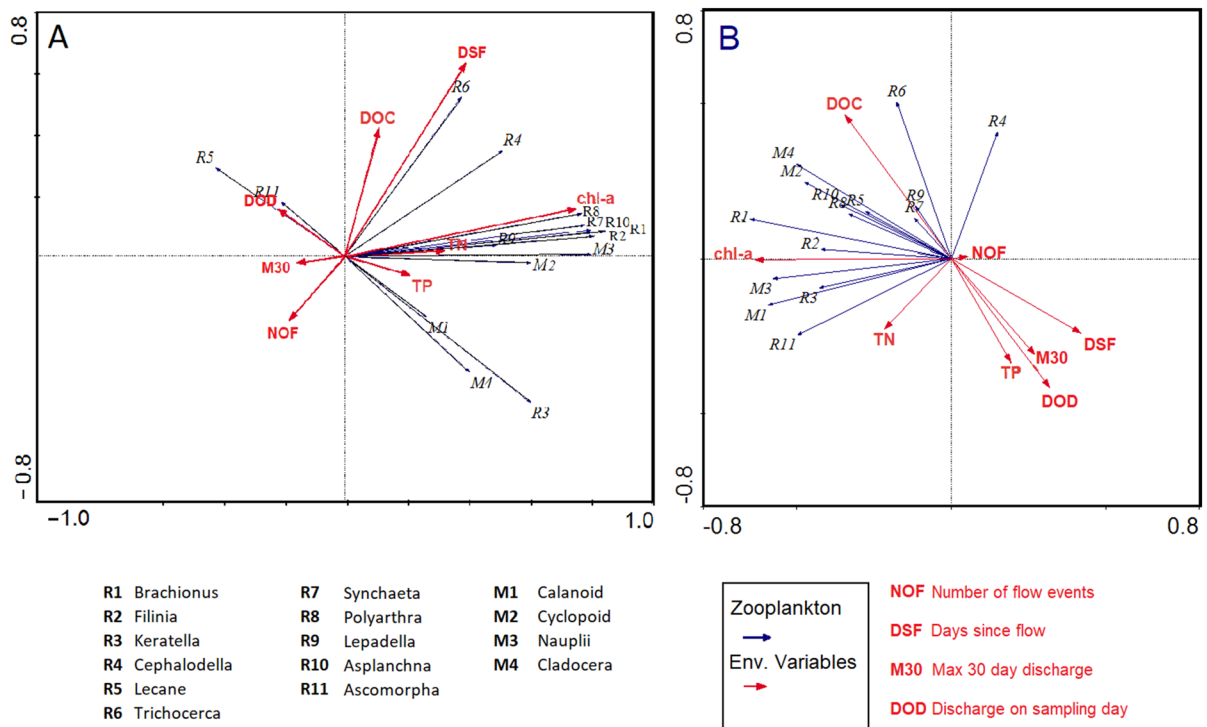 A
0.8
DSF
R6
DOC
R4
R5
R11
DOD
chl-a
R8
R7
R10
R1
R9
TN
R2
M3
M30
M2
TP
NOF
M1
M4
R3
-0.8
-1.0
1.0
B
0.8
R6
DOC
R4
M4
M2
R10
R9
R8
R5
R7
R1
R2
NOF
chl-a
M3
R3
M1
R11
TN
DSF
M30
TP
DOD
-0.8
-0.8
0.8
R1 Brachionus
R2 Filinia
R3 Keratella
R4 Cephalodella
R5 Lecane
R6 Trichocerca
R7 Synchaeta
R8 Polyarthra
R9 Lepadella
R10 Asplanchna
R11 Ascomorpha
M1 Calanoid
M2 Cyclopoid
M3 Nauplii
M4 Cladocera
Zooplankton
Env. Variables
NOF Number of flow events
DSF Days since flow
M30 Max 30 day discharge
DOD Discharge on sampling day